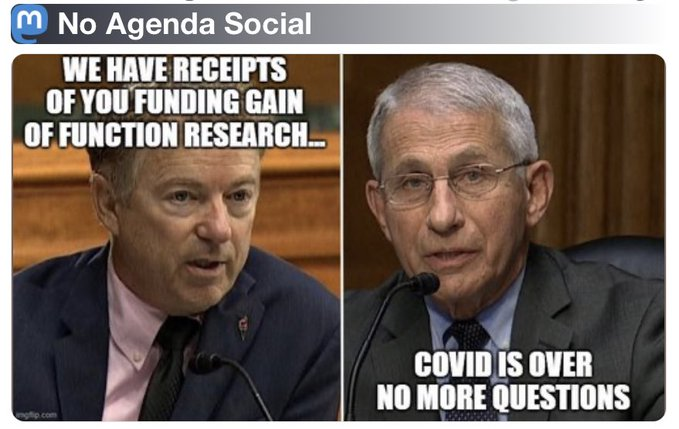 No Agenda Social
WE HAVE RECEIPTS
OF YOU FUNDING GAIN
OF FUNCTION RESEARCH...
COVID IS OVER
NO MORE QUESTIONS
imgflip.com